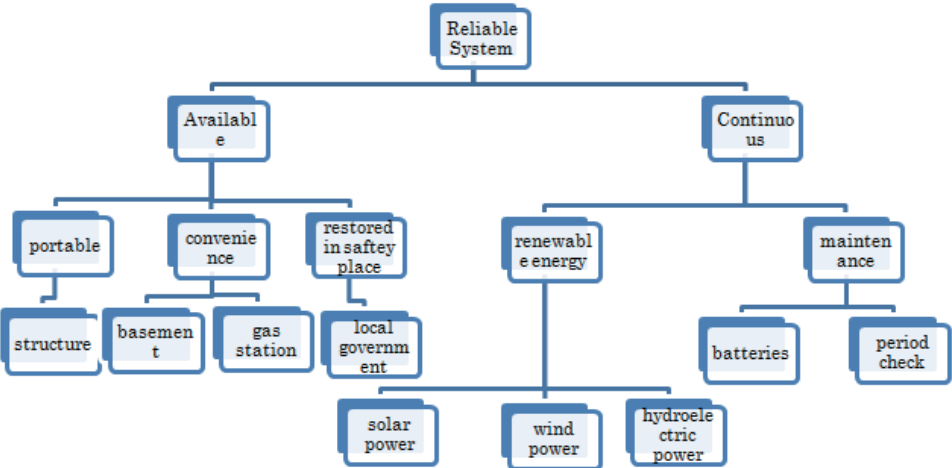 Reliable
System
Availabl
e
Continuo
us
portable
convenie
nce
restored
in saftey
place
renewabl
e energy
mainten
ance
structure
basemen
t
gas
station
local
governm
ent
batteries
period
check
solar
power
wind
power
hydroele
ctric
power